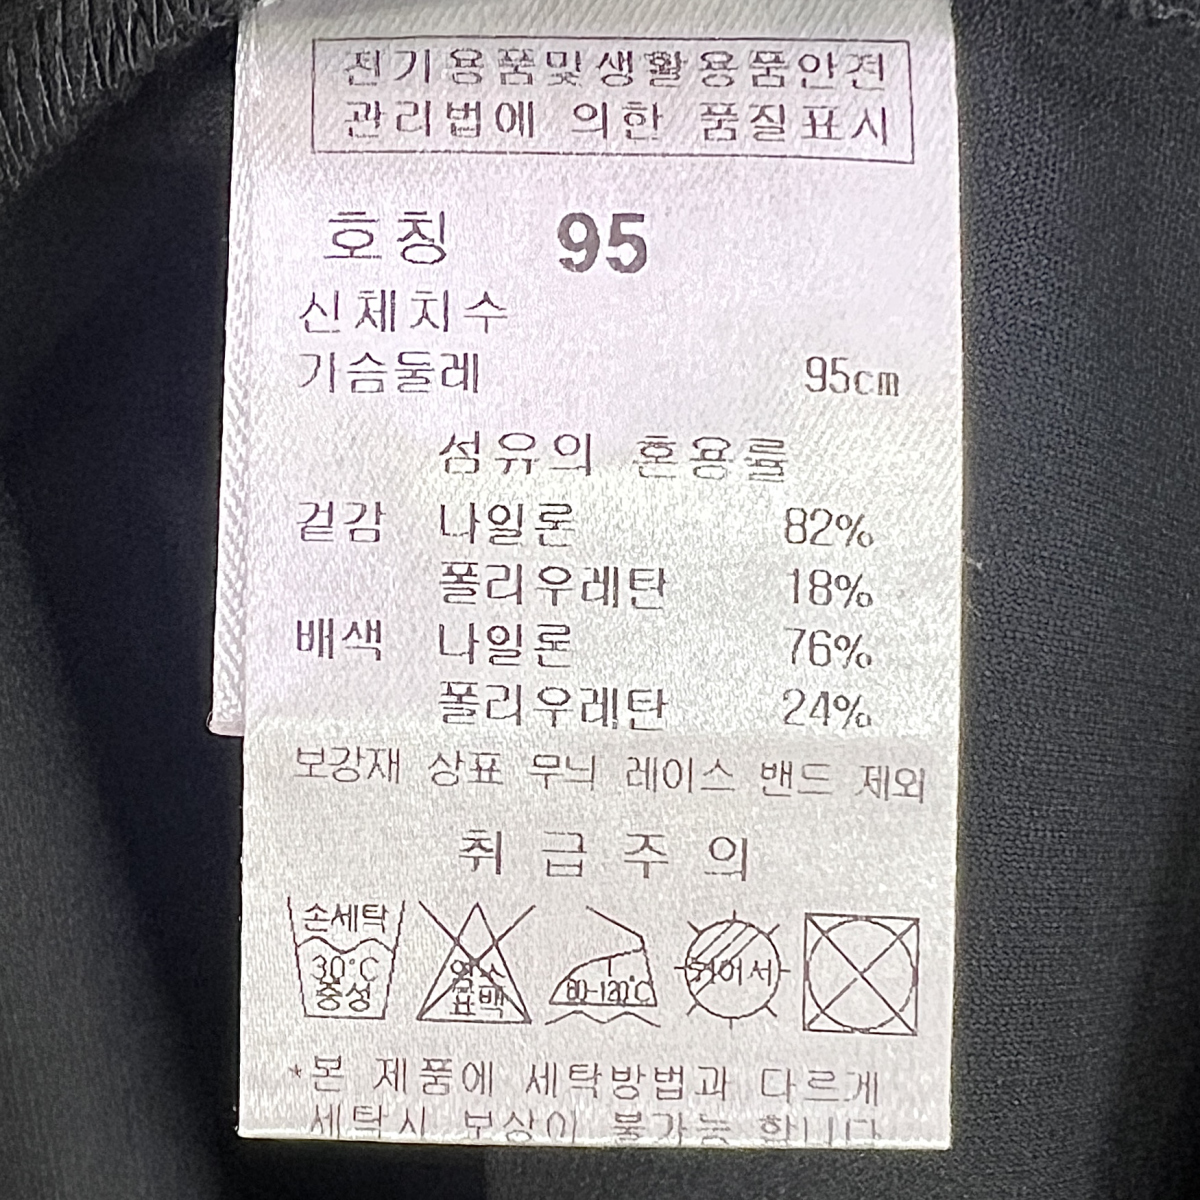 전기용품및생활용품안전
관리법에 의한 품질표시
호칭 95
신체치수
기슴둘레 95cm
섬유의 혼용률
겉감 나일론 82%
폴리우레탄 18%
배색 나일론 76%
폴리우레탄 24%
보강재 상표 무늬 레이스 밴드 제외
취급주의
손세탁
30°C
중성
염소
표백
80-120°C
뉘어서
*본 제품에 세탁방법과 다르게
세탁시 보상이 불가능 합니다